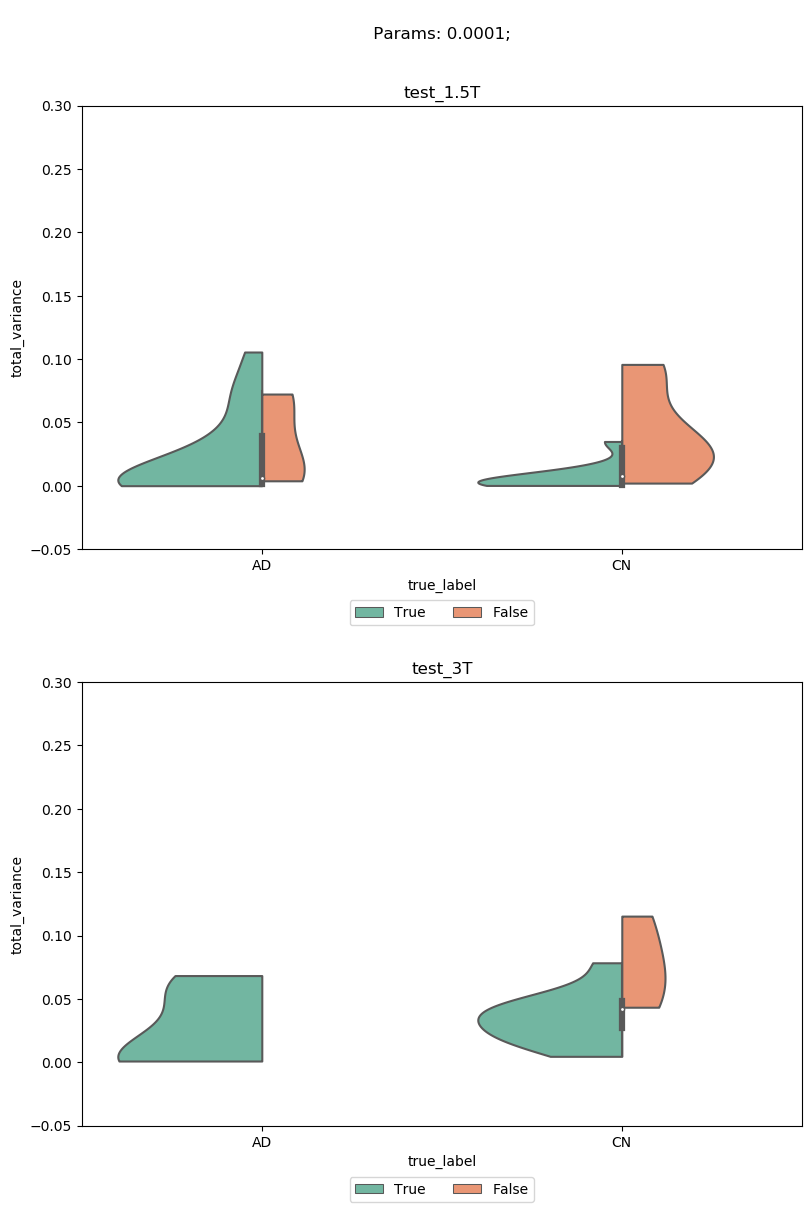 Params: 0.0001;
test_1.5T
0.30
0.25
0.20
0.15
0.10
0.05
0.00
−0.05
total_variance
AD CN
true_label
True False
test_3T
0.30
0.25
0.20
0.15
0.10
0.05
0.00
−0.05
total_variance
AD CN
true_label
True False